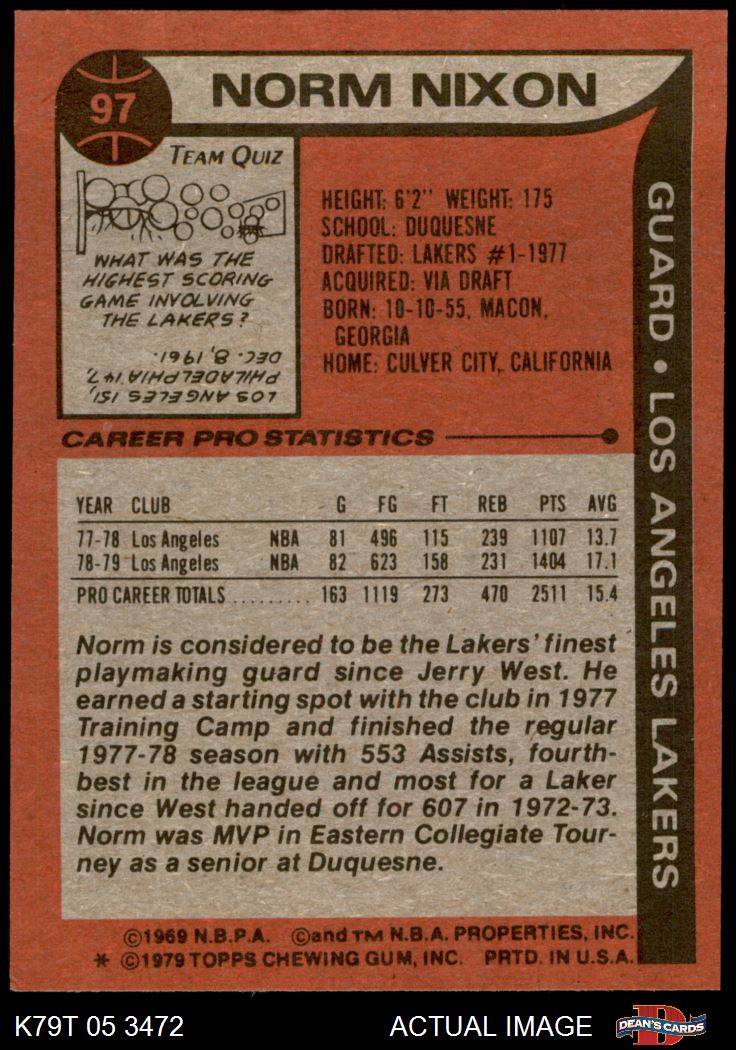 97
NORM NIXON
TEAM QUIZ
WHAT WAS THE
HIGHEST SCORING
GAME INVOLVING
THE LAKERS?
LOS ANGELES 151,
PHILADELPHIA 147,
DEC. 8, 1961.
HEIGHT: 6'2" WEIGHT: 175
SCHOOL: DUQUESNE
DRAFTED: LAKERS #1-1977
ACQUIRED: VIA DRAFT
BORN: 10-10-55, MACON,
GEORGIA
HOME: CULVER CITY, CALIFORNIA
GUARD • LOS ANGELES LAKERS
CAREER PRO STATISTICS
YEAR CLUB G FG FT REB PTS AVG
77-78 Los Angeles NBA 81 496 115 239 1107 13.7
78-79 Los Angeles NBA 82 623 158 231 1404 17.1
PRO CAREER TOTALS .......... 163 1119 273 470 2511 15.4
Norm is considered to be the Lakers' finest
playmaking guard since Jerry West. He
earned a starting spot with the club in 1977
Training Camp and finished the regular
1977-78 season with 553 Assists, fourth-
best in the league and most for a Laker
since West handed off for 607 in 1972-73.
Norm was MVP in Eastern Collegiate Tour-
ney as a senior at Duquesne.
©1969 N.B.P.A. ©and TM N.B.A. PROPERTIES, INC.
* ©1979 TOPPS CHEWING GUM, INC. PRTD. IN U.S.A.
K79T 05 3472
ACTUAL IMAGE
D
DEAN'S CARDS